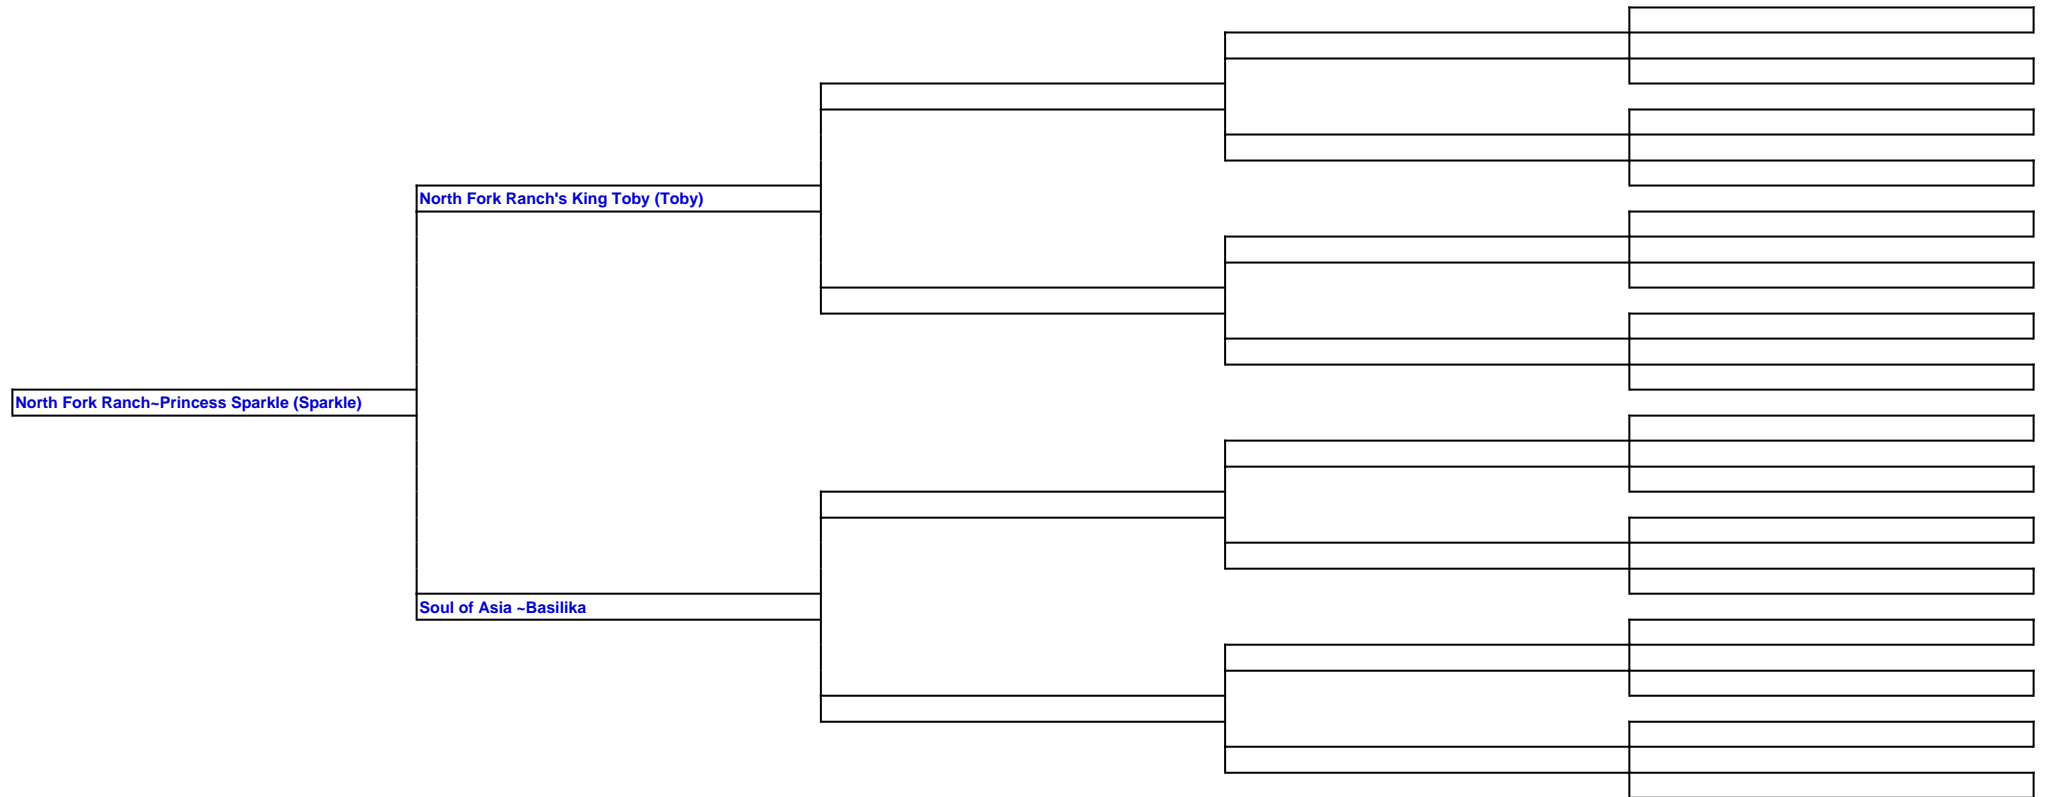 North Fork Ranch's King Toby (Toby)
North Fork Ranch~Princess Sparkle (Sparkle)
Soul of Asia ~Basilika